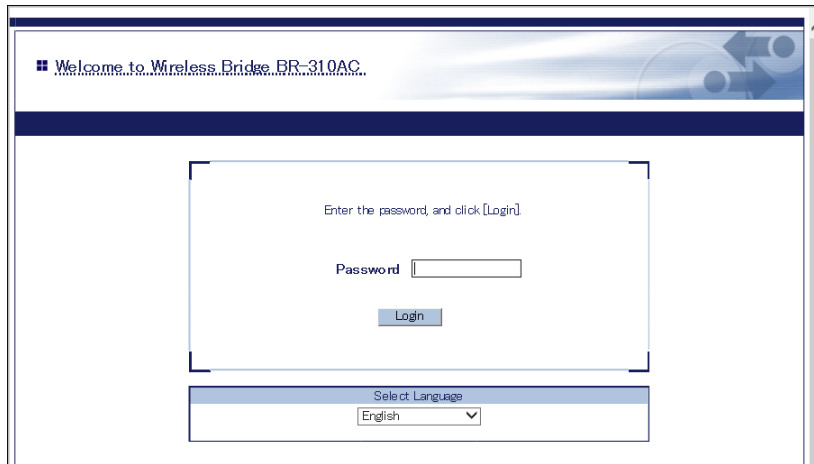 Welcome to Wireless Bridge BR-310AC.
Enter the password, and click [Login].
Password
Login
Select Language
English